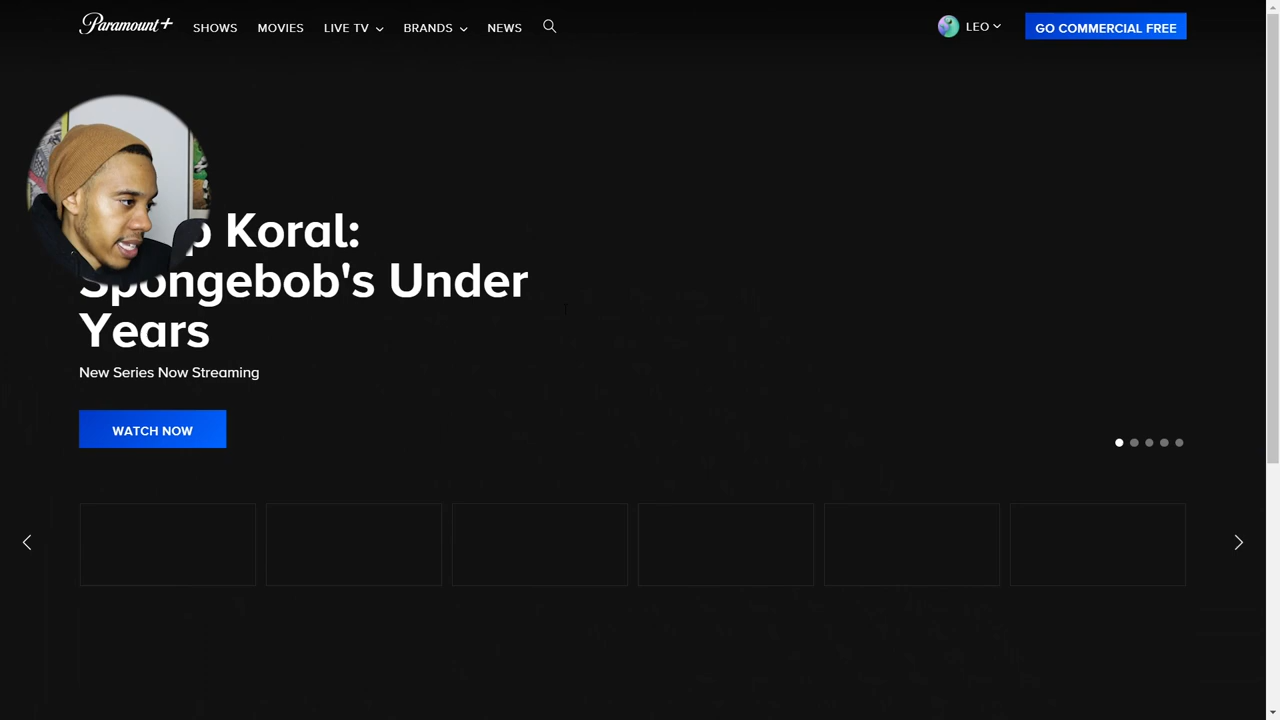 Paramount+ SHOWS MOVIES LIVE TV BRANDS NEWS LEO GO COMMERCIAL FREE
p Koral:
Spongebob's Under
Years
New Series Now Streaming
WATCH NOW